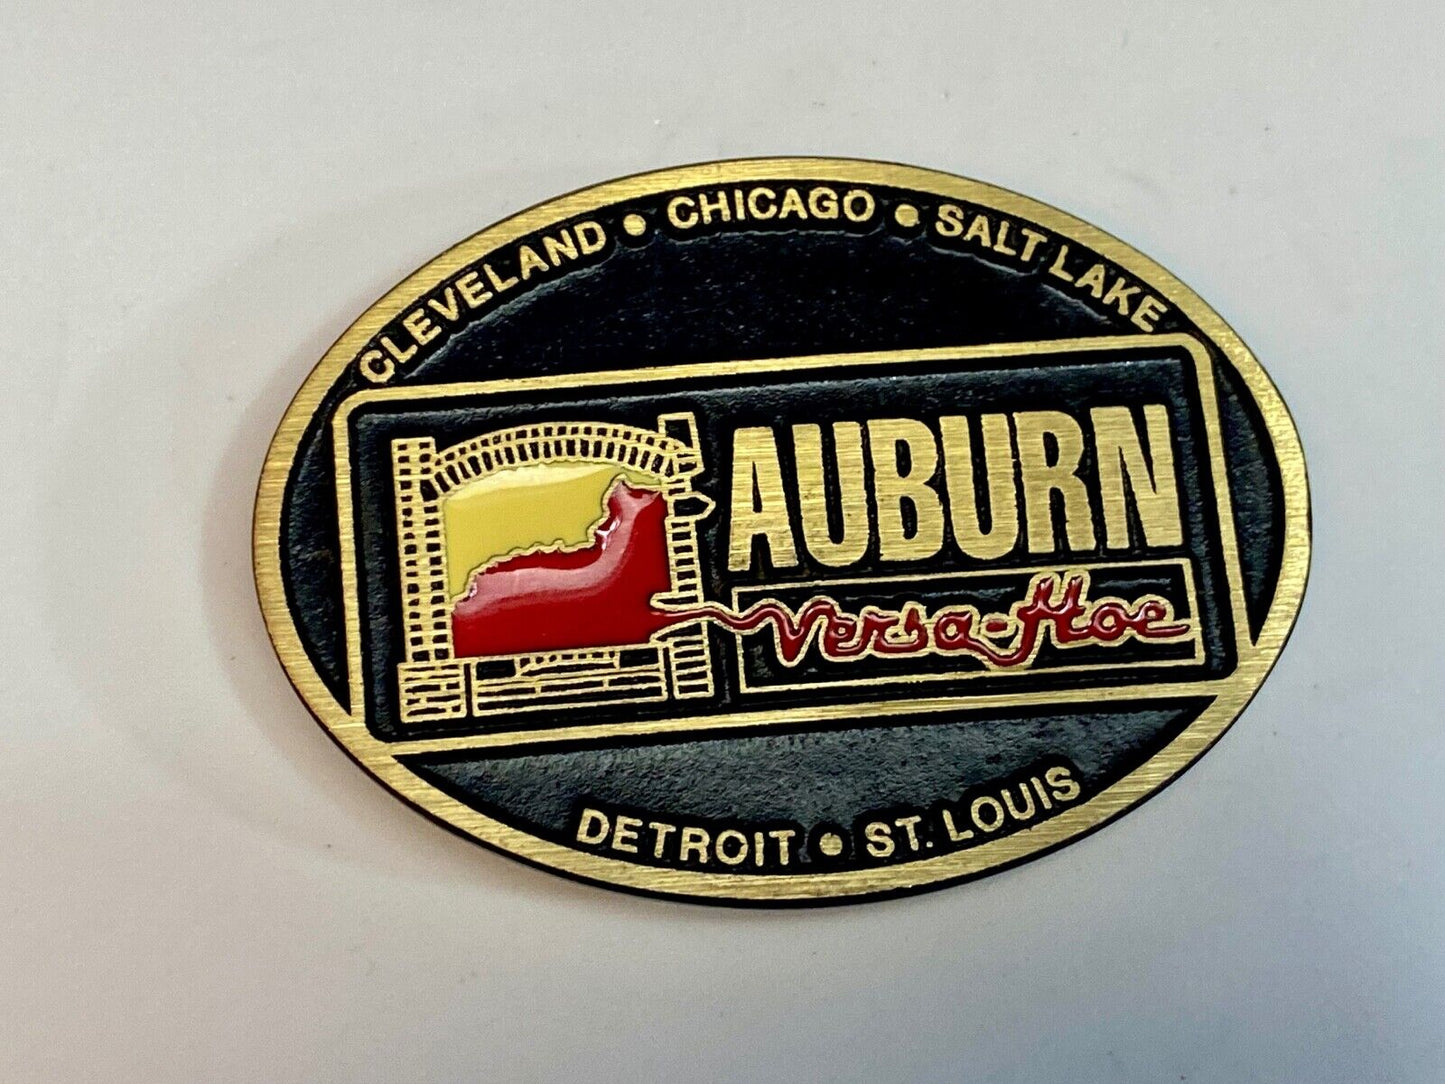 CLEVELAND • CHICAGO • SALT LAKE
AUBURN
Versa-Hoe
DETROIT • ST. LOUIS